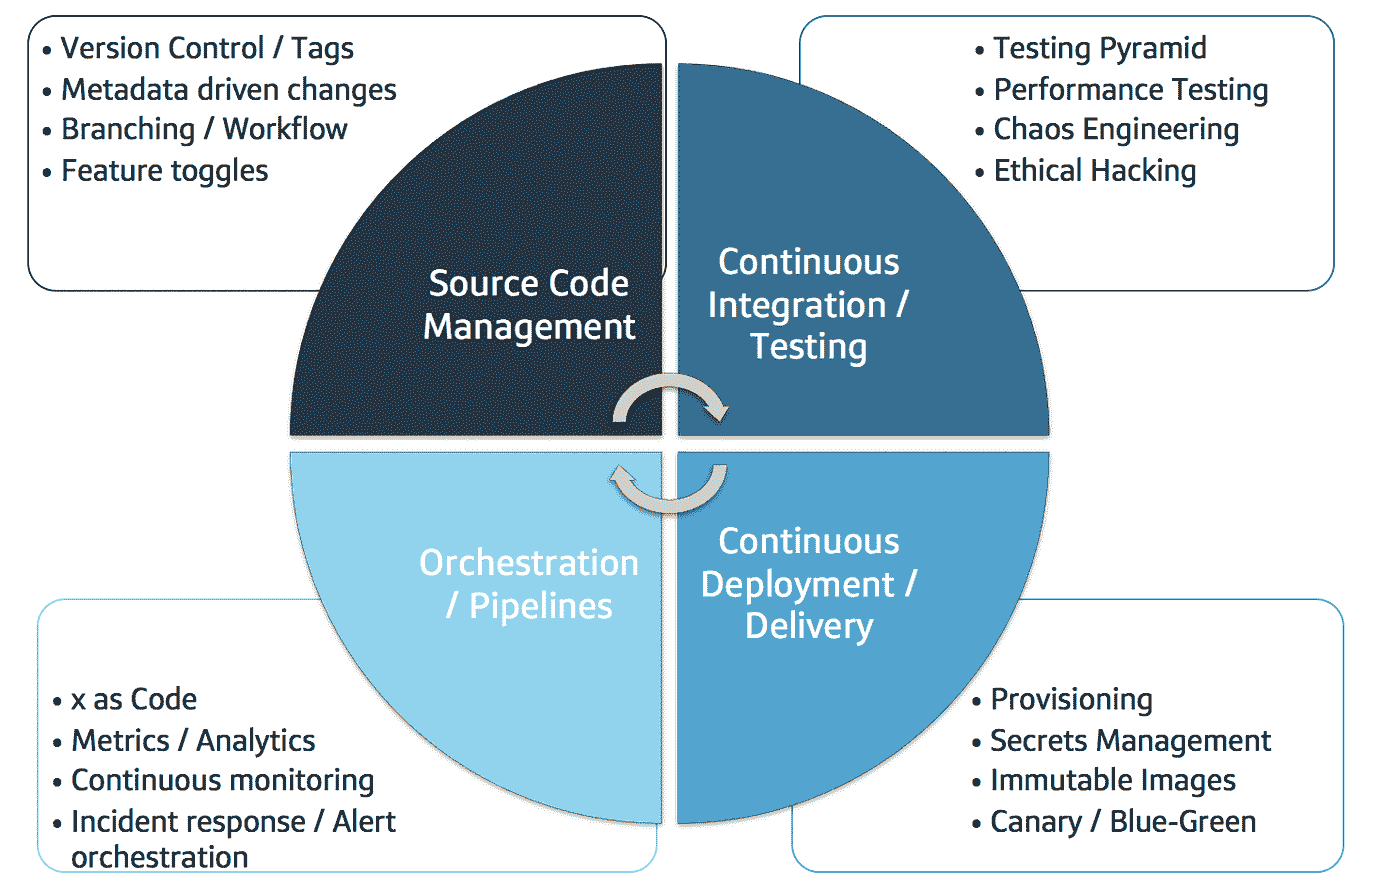 • Version Control / Tags
• Metadata driven changes
• Branching / Workflow
• Feature toggles
• Testing Pyramid
• Performance Testing
• Chaos Engineering
• Ethical Hacking
Source Code
Management
Continuous
Integration /
Testing
Orchestration
/ Pipelines
Continuous
Deployment /
Delivery
• x as Code
• Metrics / Analytics
• Continuous monitoring
• Incident response / Alert
orchestration
• Provisioning
• Secrets Management
• Immutable Images
• Canary / Blue-Green